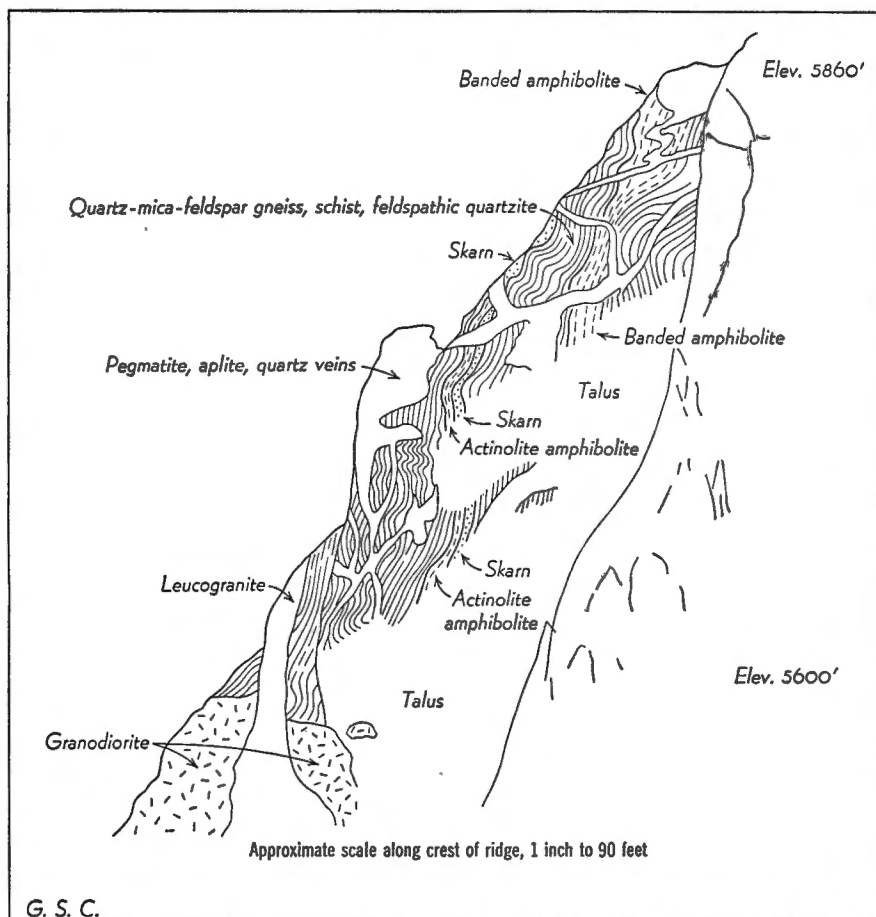 Banded amphibolite
Elev. 5860'
Quartz-mica-feldspar gneiss, schist, feldspathic quartzite
Skarn
Banded amphibolite
Pegmatite, aplite, quartz veins
Talus
Skarn
Actinolite amphibolite
Leucogranite
Skarn
Actinolite
amphibolite
Elev. 5600'
Talus
Granodiorite
Approximate scale along crest of ridge, 1 inch to 90 feet
G. S. C.